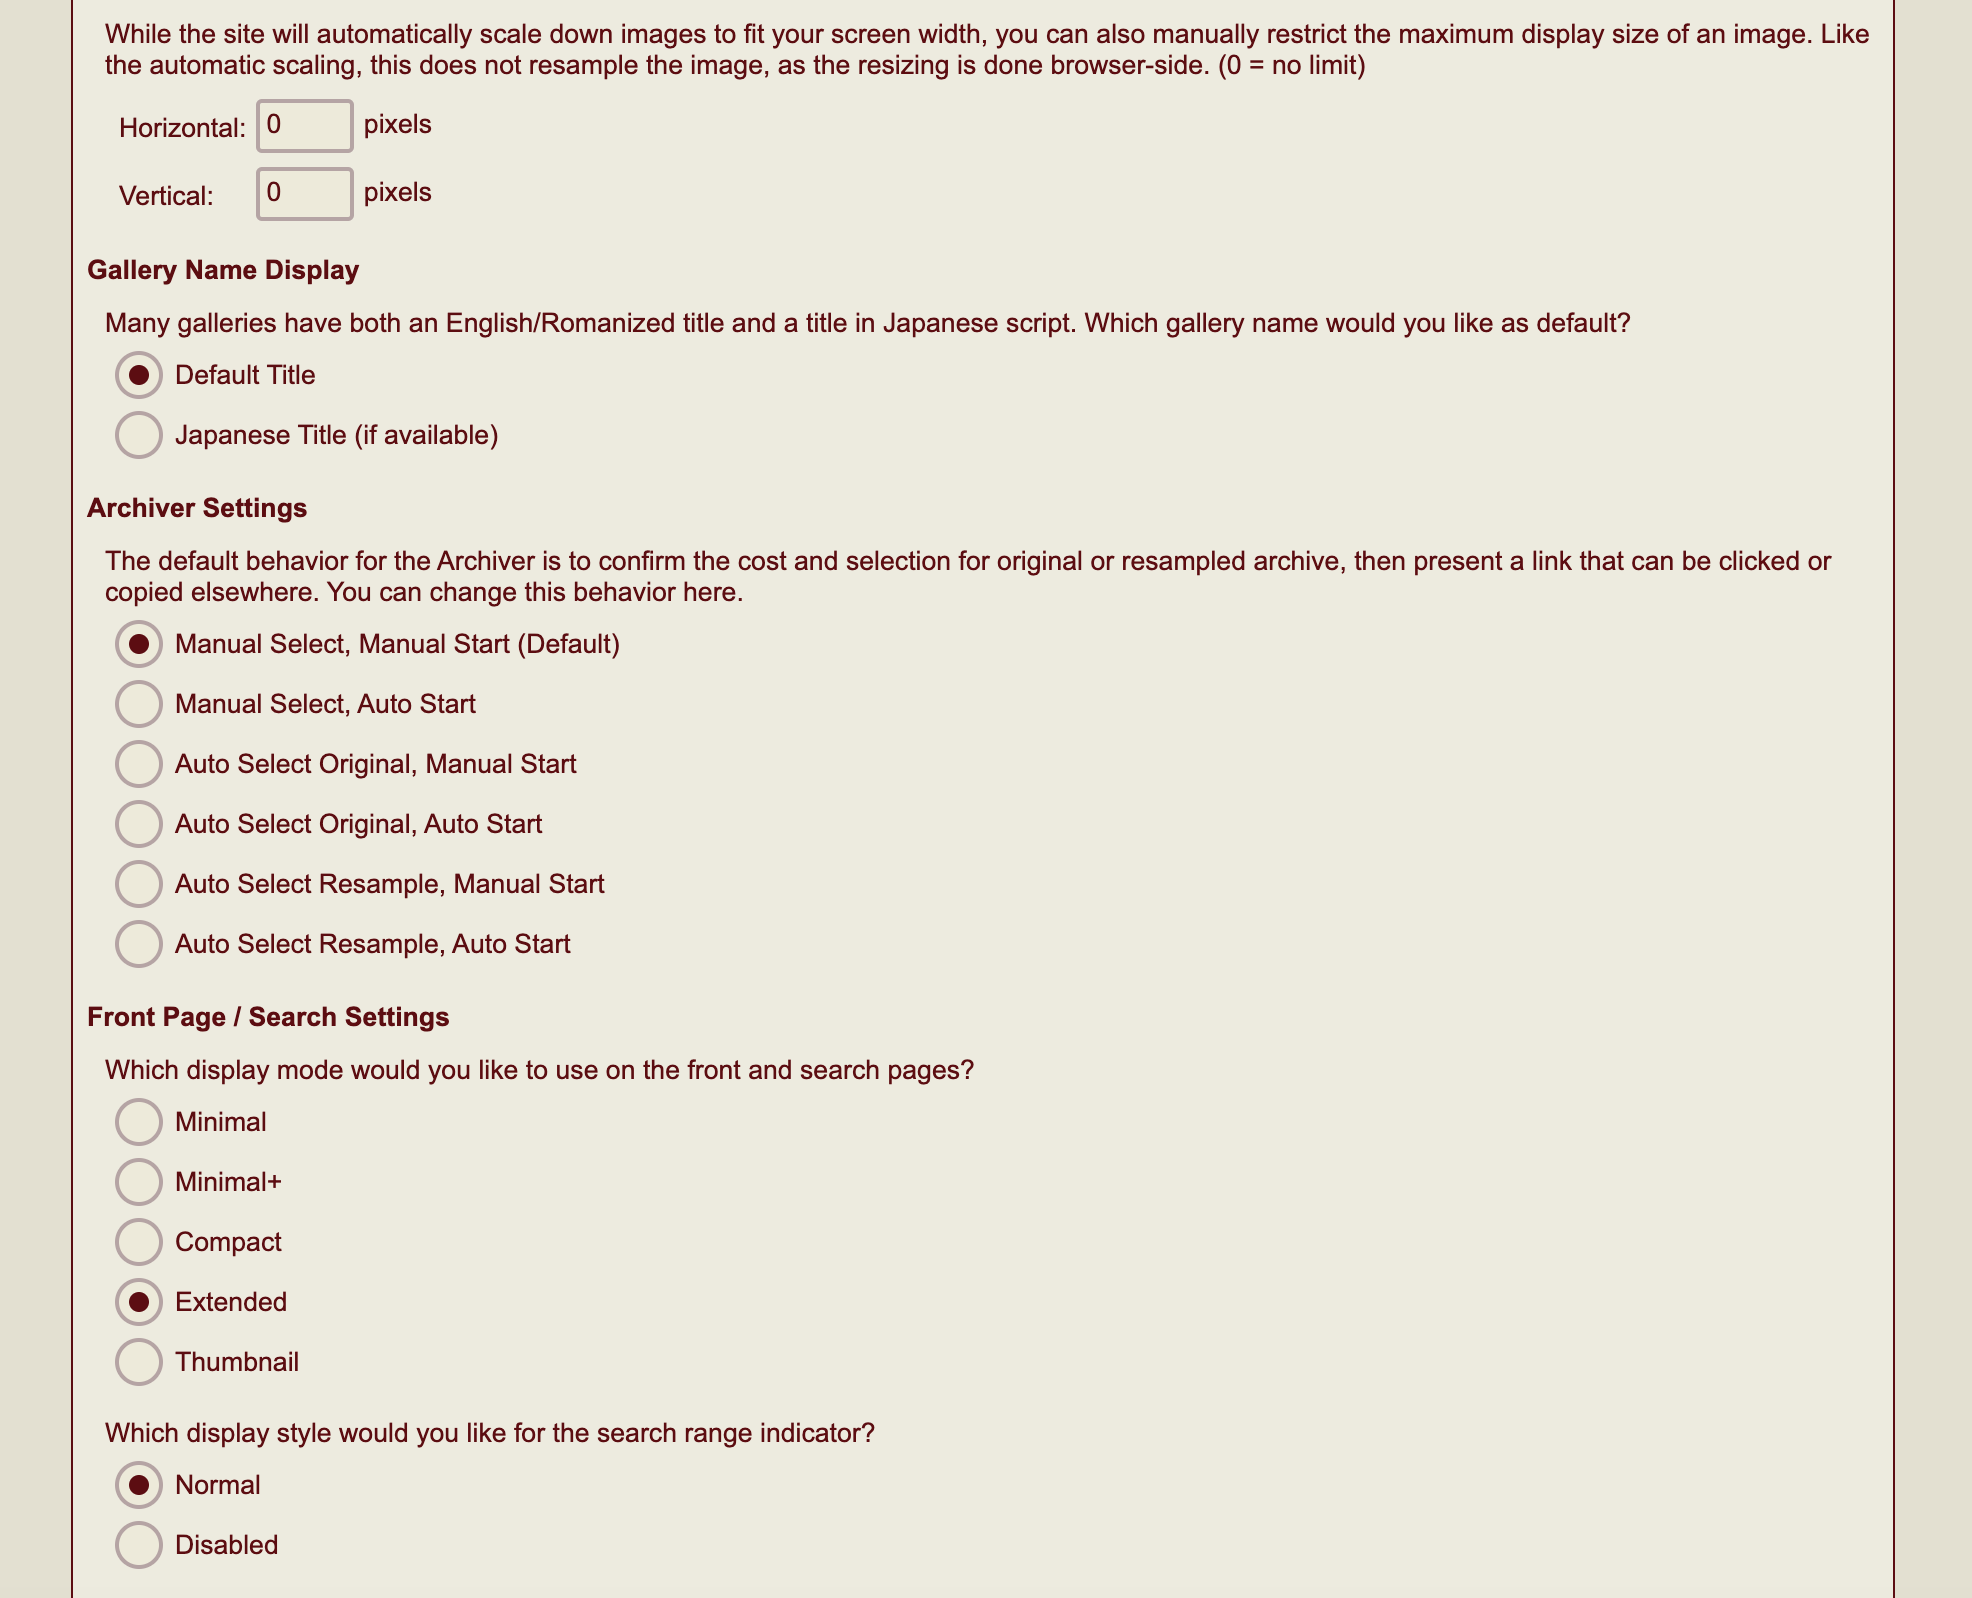 While the site will automatically scale down images to fit your screen width, you can also manually restrict the maximum display size of an image. Like
the automatic scaling, this does not resample the image, as the resizing is done browser-side. (0 = no limit)
Horizontal: 0 pixels
Vertical: 0 pixels
Gallery Name Display
Many galleries have both an English/Romanized title and a title in Japanese script. Which gallery name would you like as default?
Default Title
Japanese Title (if available)
Archiver Settings
The default behavior for the Archiver is to confirm the cost and selection for original or resampled archive, then present a link that can be clicked or
copied elsewhere. You can change this behavior here.
Manual Select, Manual Start (Default)
Manual Select, Auto Start
Auto Select Original, Manual Start
Auto Select Original, Auto Start
Auto Select Resample, Manual Start
Auto Select Resample, Auto Start
Front Page / Search Settings
Which display mode would you like to use on the front and search pages?
Minimal
Minimal+
Compact
Extended
Thumbnail
Which display style would you like for the search range indicator?
Normal
Disabled